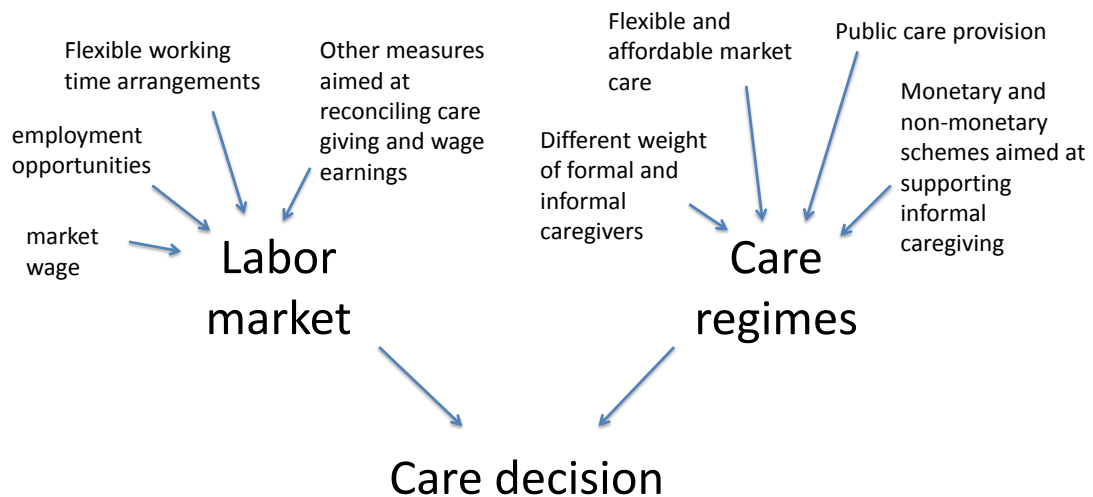 Flexible working
time arrangements
Other measures
aimed at
reconciling care
giving and wage
earnings
employment
opportunities
market
wage
Labor
market
Flexible and
affordable market
care
Public care provision
Different weight
of formal and
informal
caregivers
Monetary and
non-monetary
schemes aimed at
supporting
informal
caregiving
Care
regimes
Care decision